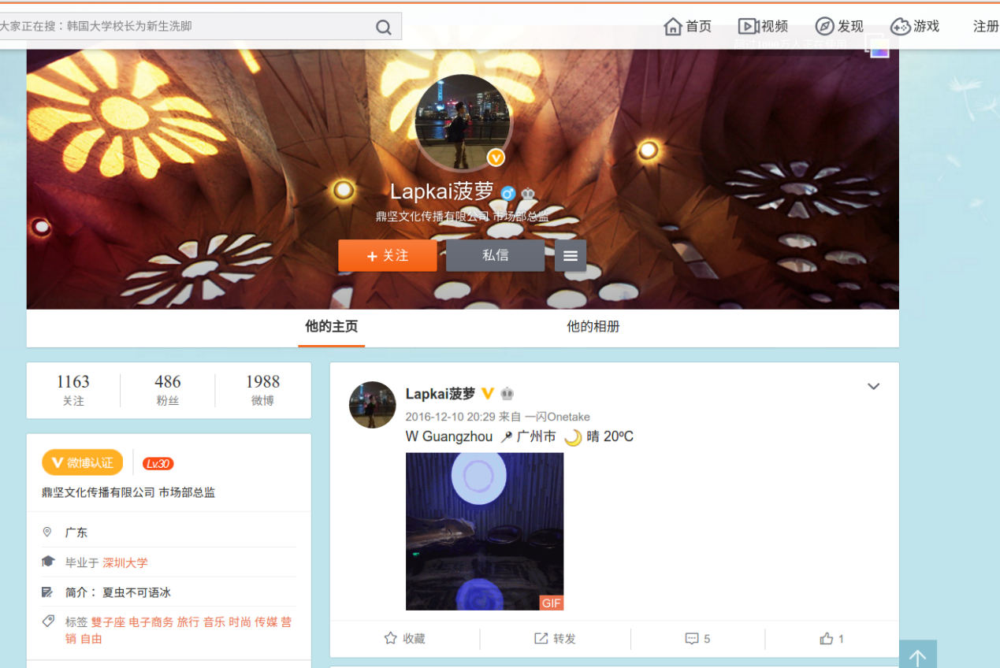 大家正在搜：韩国大学校长为新生洗脚
首页
视频
发现
游戏
注册
Lapkai菠萝
鼎坚文化传播有限公司 市场部总监
+ 关注
私信
他的主页
他的相册
1163
关注
486
粉丝
1988
微博
V 微博认证
Lv.30
鼎坚文化传播有限公司 市场部总监
广东
毕业于 深圳大学
简介： 夏虫不可语冰
标签 雙子座 电子商务 旅行 音乐 时尚 传媒 营
销 自由
Lapkai菠萝
2016-12-10 20:29 来自 一闪Onetake
W Guangzhou 广州市 晴 20ºC
GIF
收藏
转发
5
1